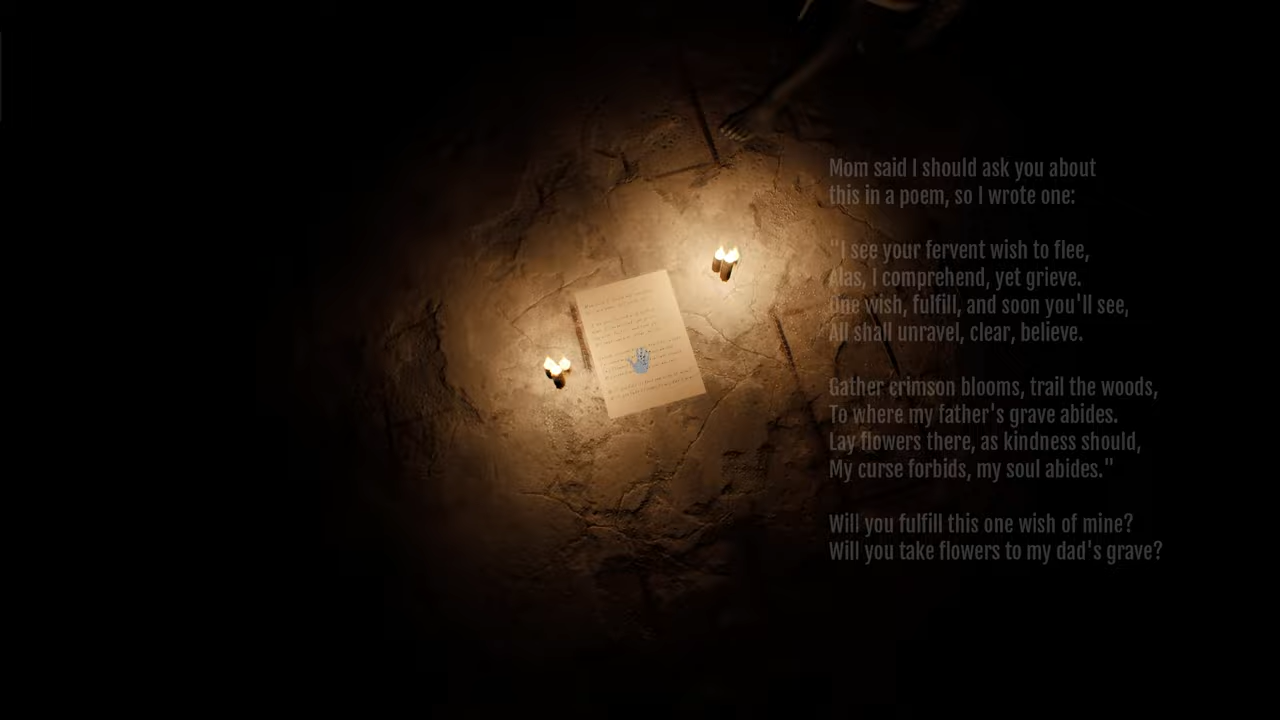 Mom said I should ask you about
this in a poem, so I wrote one:
"I see your fervent wish to flee,
Alas, I comprehend, yet grieve.
One wish, fulfill, and soon you'll see,
All shall unravel, clear, believe.
Gather crimson blooms, trail the woods,
To where my father's grave abides.
Lay flowers there, as kindness should,
My curse forbids, my soul abides."
Will you fulfill this one wish of mine?
Will you take flowers to my dad's grave?